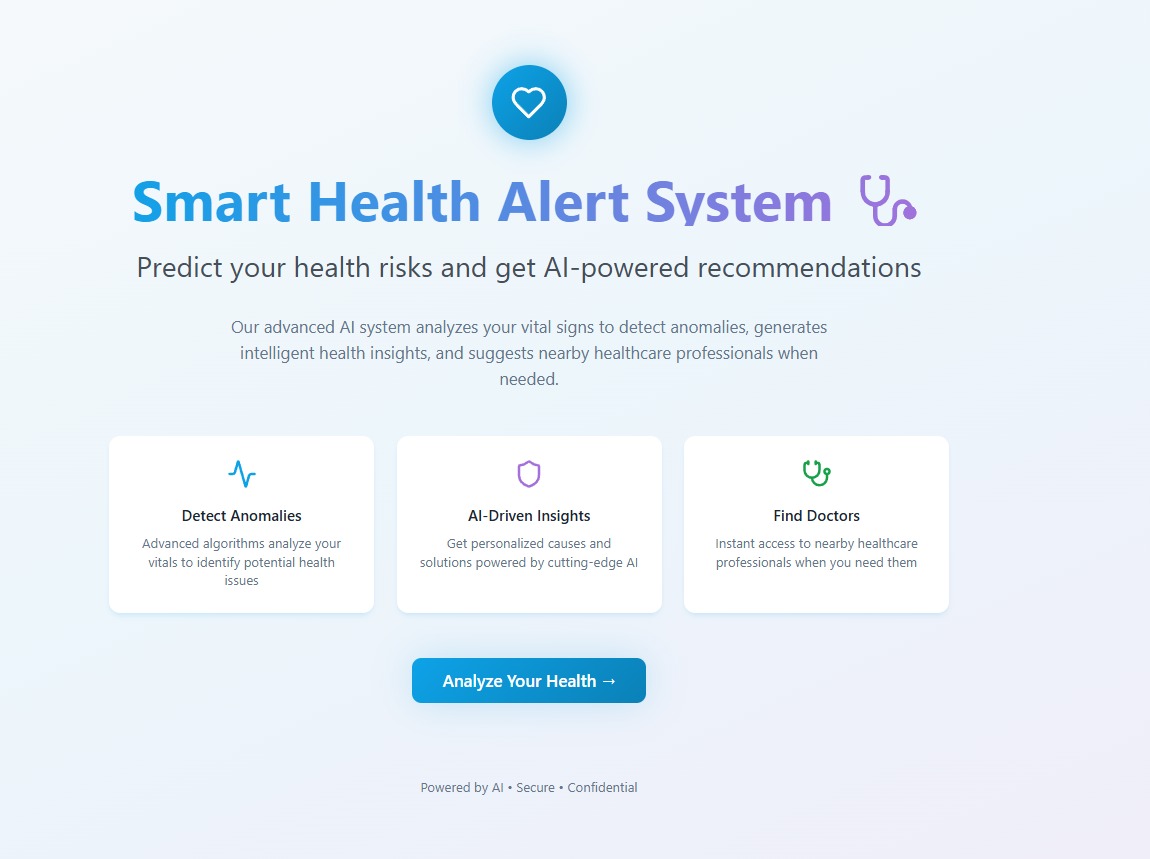 Smart Health Alert System
Predict your health risks and get AI-powered recommendations
Our advanced AI system analyzes your vital signs to detect anomalies, generates
intelligent health insights, and suggests nearby healthcare professionals when
needed.
Detect Anomalies
Advanced algorithms analyze your
vitals to identify potential health
issues
AI-Driven Insights
Get personalized causes and
solutions powered by cutting-edge AI
Find Doctors
Instant access to nearby healthcare
professionals when you need them
Analyze Your Health →
Powered by AI • Secure • Confidential